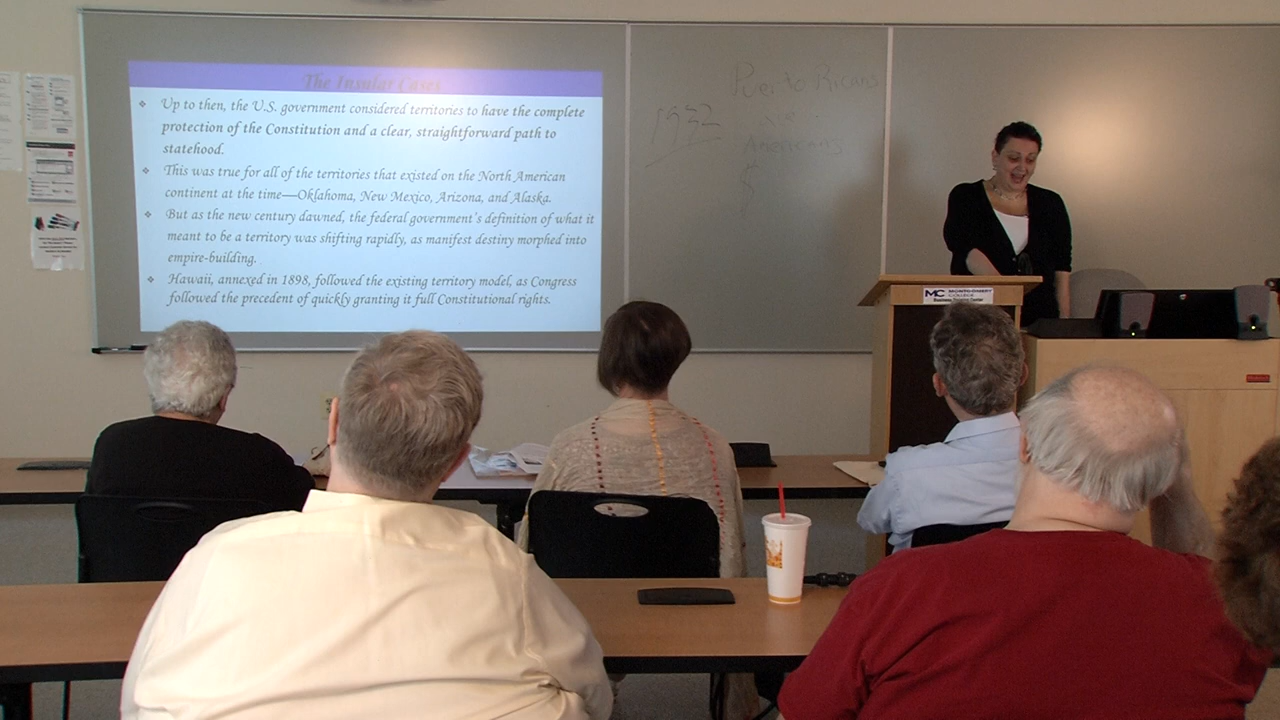 The Insular Cases
❖ Up to then, the U.S. government considered territories to have the complete
protection of the Constitution and a clear, straightforward path to
statehood.
❖ This was true for all of the territories that existed on the North American
continent at the time—Oklahoma, New Mexico, Arizona, and Alaska.
❖ But as the new century dawned, the federal government's definition of what it
meant to be a territory was shifting rapidly, as manifest destiny morphed into
empire-building.
❖ Hawaii, annexed in 1898, followed the existing territory model, as Congress
followed the precedent of quickly granting it full Constitutional rights.
1932
Puerto Ricans
are
Americans
$
MC MONTGOMERY
COLLEGE
Business Training Center